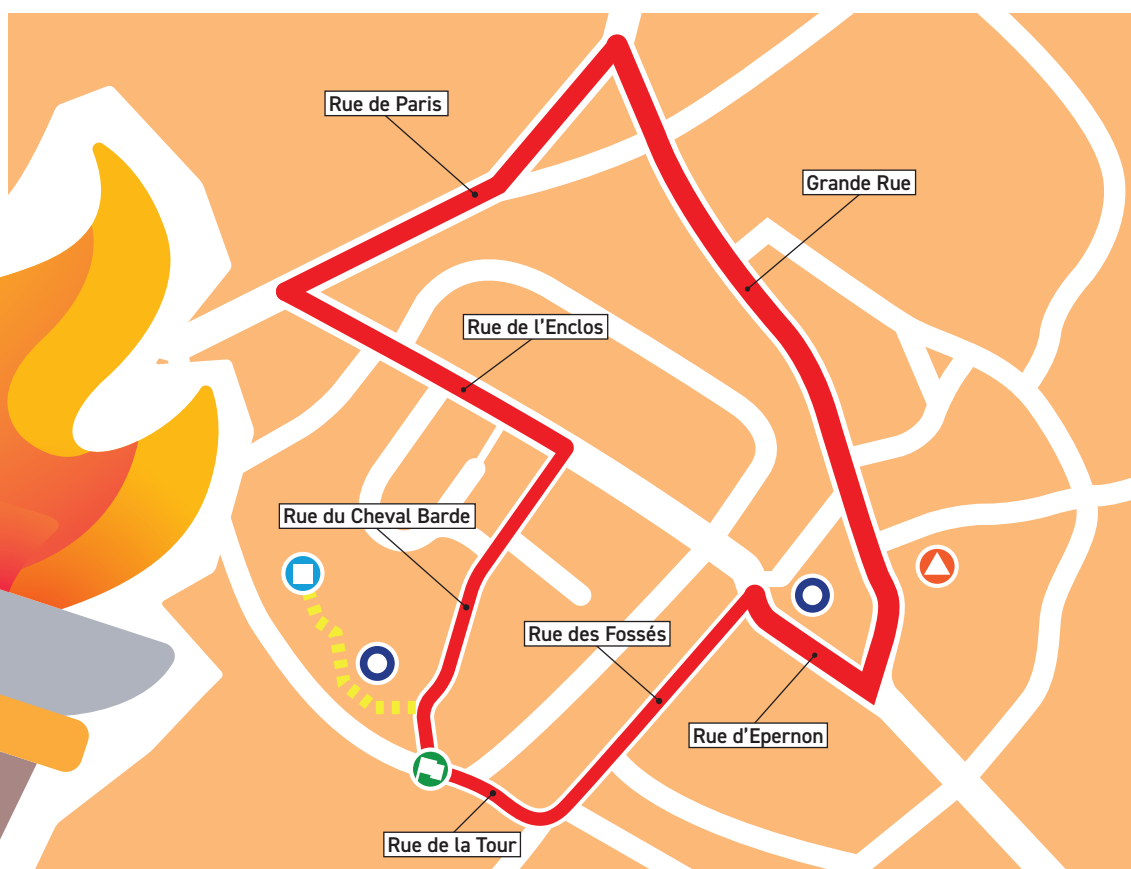 Rue de Paris
Grande Rue
Rue de l'Enclos
Rue du Cheval Barde
Rue des Fossés
Rue d'Epernon
Rue de la Tour